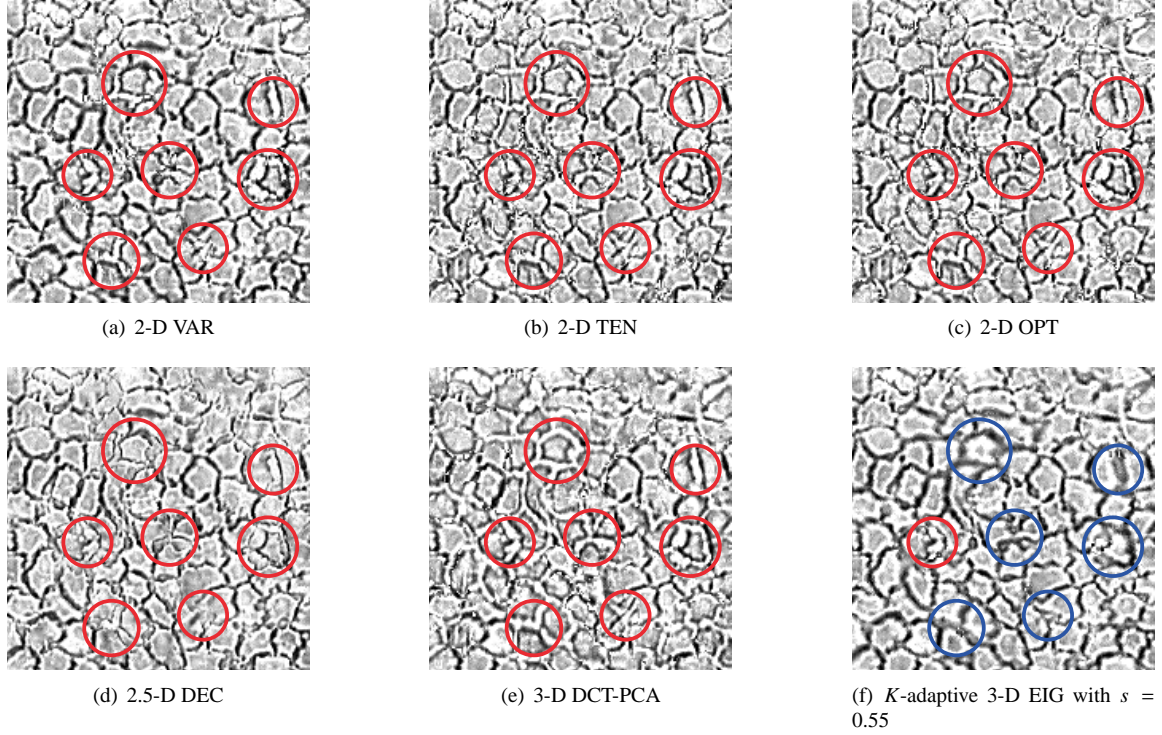 (a) 2-D VAR
(b) 2-D TEN
(c) 2-D OPT
(d) 2.5-D DEC
(e) 3-D DCT-PCA
(f) K-adaptive 3-D EIG with s =
0.55